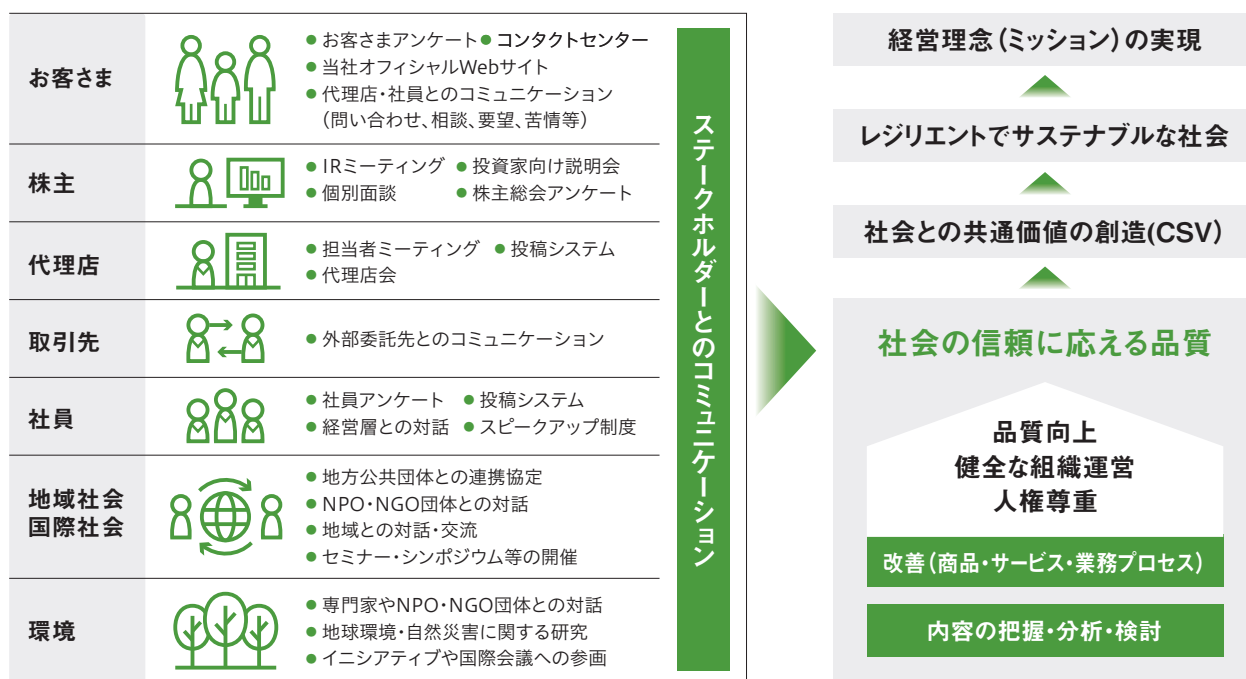 お客さま
● お客さまアンケート● コンタクトセンター
● 当社オフィシャルWebサイト
● 代理店・社員とのコミュニケーション
（問い合わせ、相談、要望、苦情等）
株主
● IRミーティング ● 投資家向け説明会
● 個別面談 ● 株主総会アンケート
代理店
● 担当者ミーティング ● 投稿システム
● 代理店会
取引先
● 外部委託先とのコミュニケーション
社員
● 社員アンケート ● 投稿システム
● 経営層との対話 ● スピークアップ制度
地域社会
国際社会
● 地方公共団体との連携協定
● NPO・NGO団体との対話
● 地域との対話・交流
● セミナー・シンポジウム等の開催
環境
● 専門家やNPO・NGO団体との対話
● 地球環境・自然災害に関する研究
● イニシアティブや国際会議への参画
ステークホルダーとのコミュニケーション
経営理念（ミッション）の実現
レジリエントでサステナブルな社会
社会との共通価値の創造(CSV）
社会の信頼に応える品質
品質向上
健全な組織運営
人権尊重
改善（商品・サービス・業務プロセス）
内容の把握・分析・検討